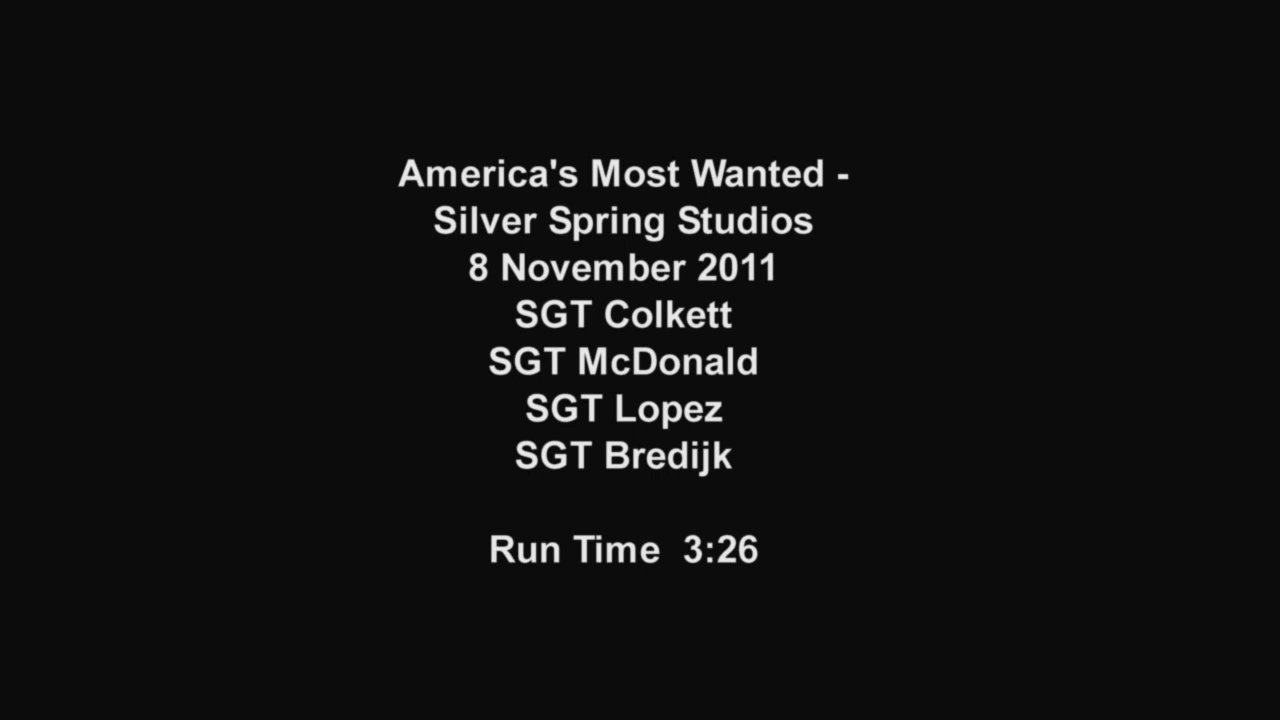 America's Most Wanted -
Silver Spring Studios
8 November 2011
SGT Colkett
SGT McDonald
SGT Lopez
SGT Bredijk
Run Time  3:26